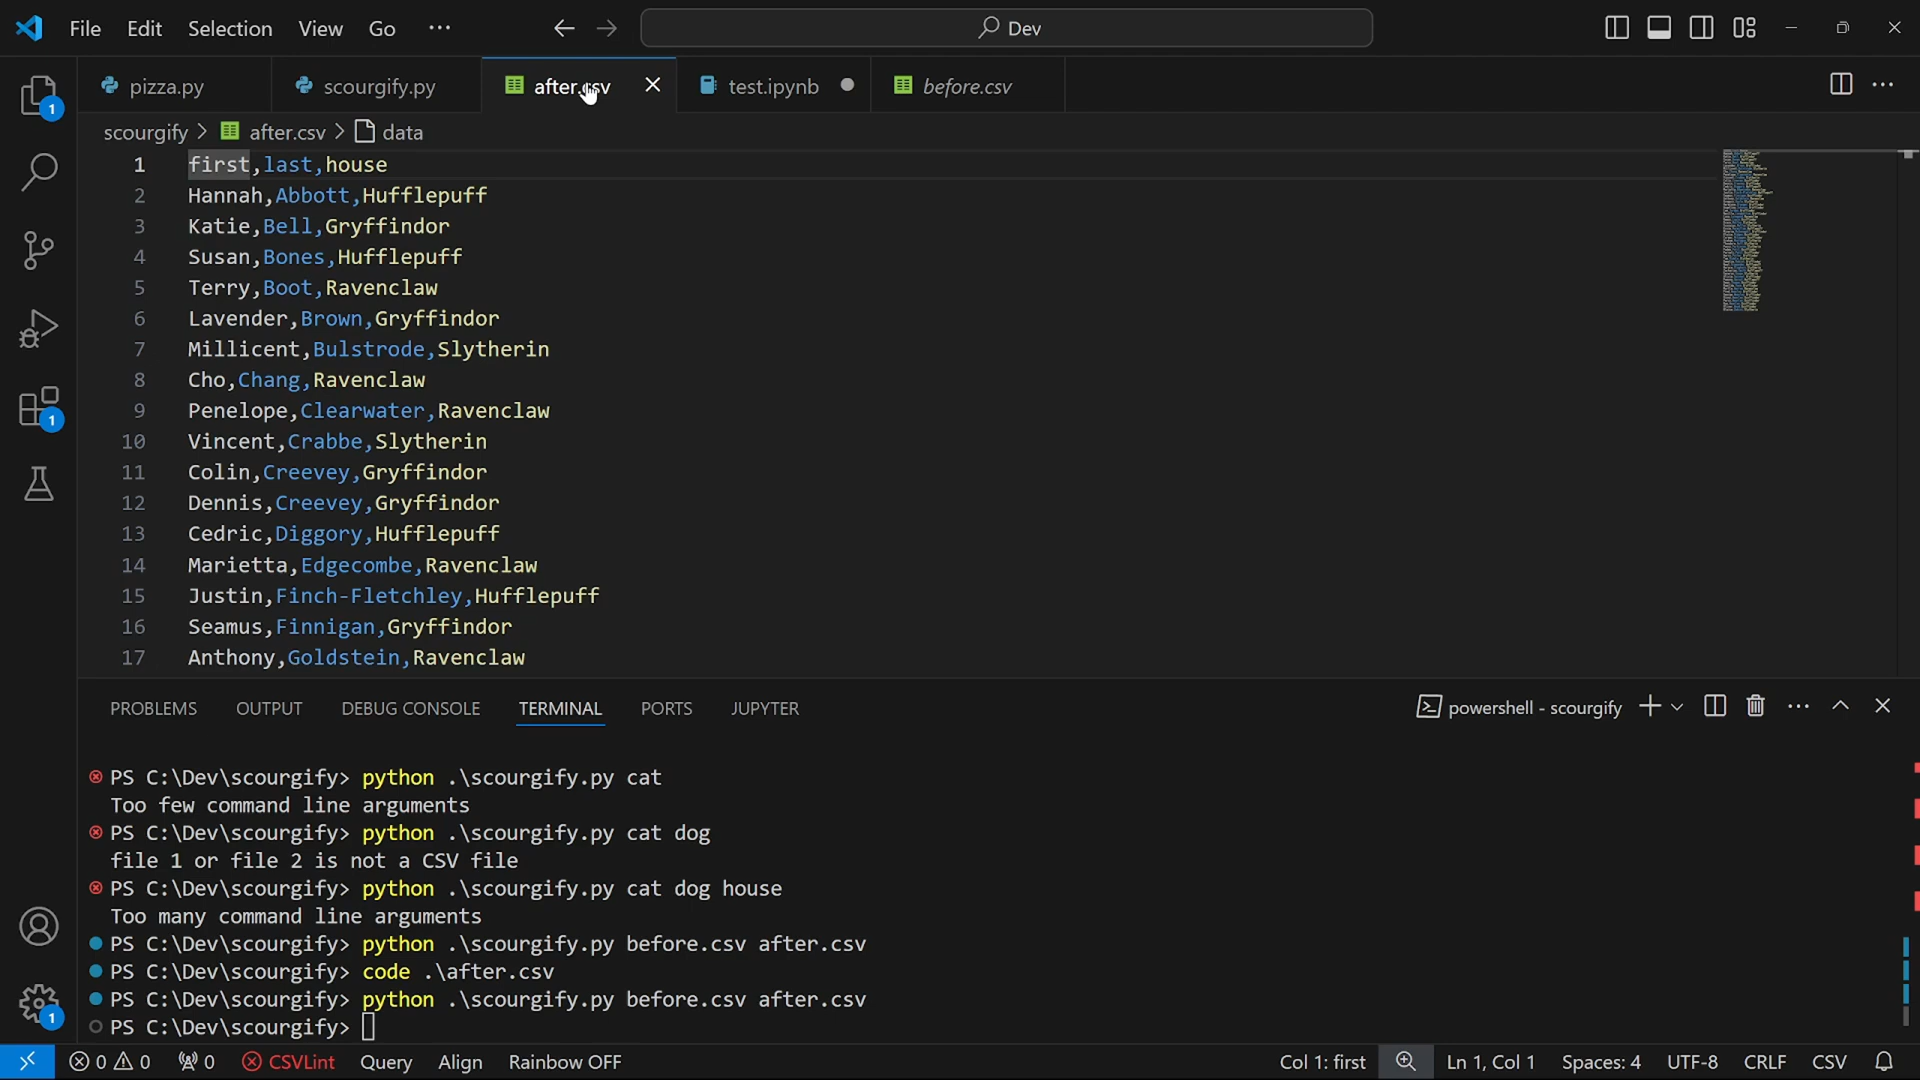 File Edit Selection View Go ··· Dev
pizza.py scourgify.py after.csv test.ipynb before.csv
scourgify > after.csv > data
1 first,last,house
2 Hannah,Abbott,Hufflepuff
3 Katie,Bell,Gryffindor
4 Susan,Bones,Hufflepuff
5 Terry,Boot,Ravenclaw
6 Lavender,Brown,Gryffindor
7 Millicent,Bulstrode,Slytherin
8 Cho,Chang,Ravenclaw
9 Penelope,Clearwater,Ravenclaw
10 Vincent,Crabbe,Slytherin
11 Colin,Creevey,Gryffindor
12 Dennis,Creevey,Gryffindor
13 Cedric,Diggory,Hufflepuff
14 Marietta,Edgecombe,Ravenclaw
15 Justin,Finch-Fletchley,Hufflepuff
16 Seamus,Finnigan,Gryffindor
17 Anthony,Goldstein,Ravenclaw
PROBLEMS OUTPUT DEBUG CONSOLE TERMINAL PORTS JUPYTER powershell - scourgify
PS C:\Dev\scourgify> python .\scourgify.py cat
Too few command line arguments
PS C:\Dev\scourgify> python .\scourgify.py cat dog
file 1 or file 2 is not a CSV file
PS C:\Dev\scourgify> python .\scourgify.py cat dog house
Too many command line arguments
PS C:\Dev\scourgify> python .\scourgify.py before.csv after.csv
PS C:\Dev\scourgify> code .\after.csv
PS C:\Dev\scourgify> python .\scourgify.py before.csv after.csv
PS C:\Dev\scourgify>
0 0 0 CSVLint Query Align Rainbow OFF Col 1: first Ln 1, Col 1 Spaces: 4 UTF-8 CRLF CSV